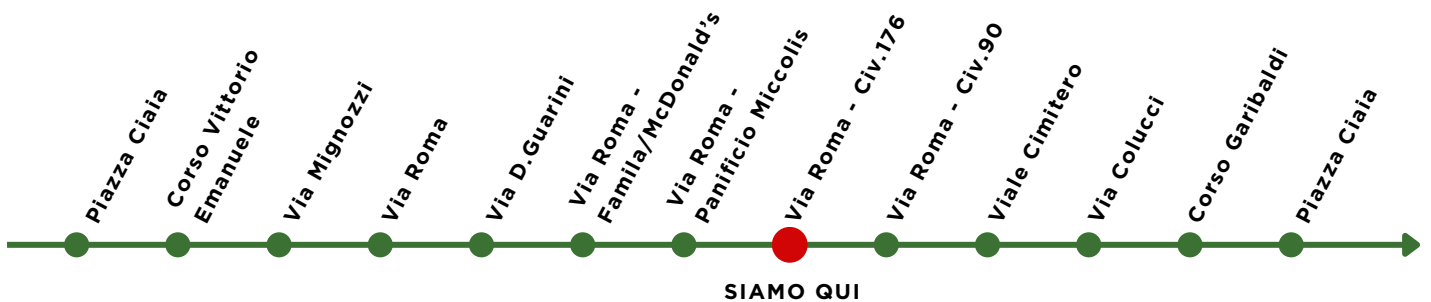 Piazza Ciaia
Corso Vittorio
Emanuele
Via Mignozzi
Via Roma
Via D.Guarini
Via Roma -
Famila/McDonald's
Via Roma -
Panificio Miccolis
Via Roma - Civ.176
Via Roma - Civ.90
Viale Cimitero
Via Colucci
Corso Garibaldi
Piazza Ciaia
SIAMO QUI